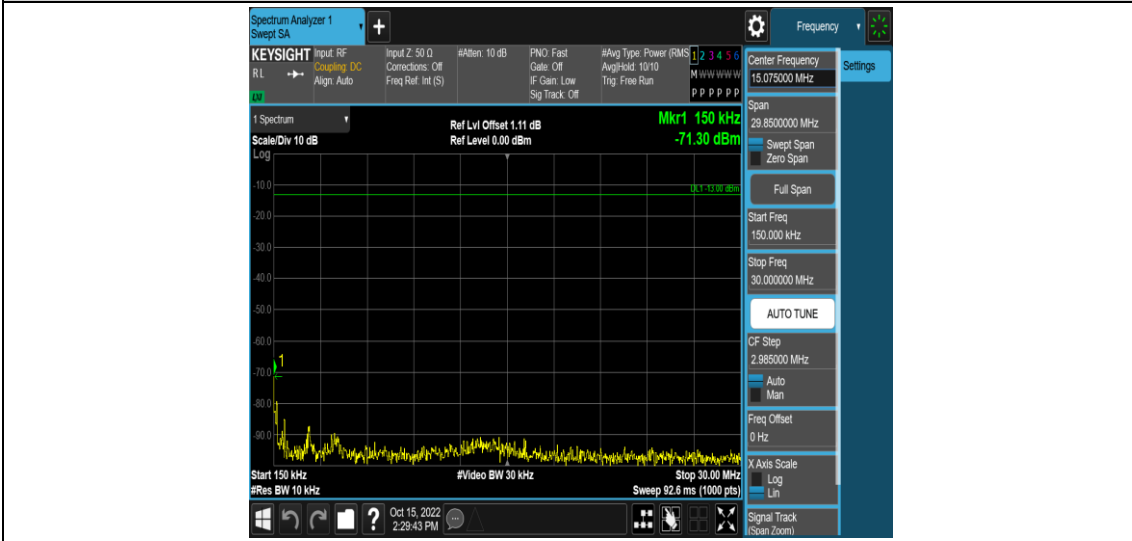 Spectrum Analyzer 1
Swept SA
+
Frequency
KEYSIGHT
RL
LXI
Input: RF
Coupling: DC
Align: Auto
Input Z: 50 Ω
Corrections: Off
Freq Ref: Int (S)
#Atten: 10 dB
PNO: Fast
Gate: Off
IF Gain: Low
Sig Track: Off
#Avg Type: Power (RMS
Avg|Hold: 10/10
Trig: Free Run
1 2 3 4 5 6
M W W W W W
P P P P P P
1 Spectrum
Scale/Div 10 dB
Ref Lvl Offset 1.11 dB
Ref Level 0.00 dBm
Mkr1 150 kHz
-71.30 dBm
Log
-10.0
DL1 -13.00 dBm
-20.0
-30.0
-40.0
-50.0
-60.0
1
-70.0
-80.0
-90.0
Start 150 kHz
#Video BW 30 kHz
Stop 30.00 MHz
#Res BW 10 kHz
Sweep 92.6 ms (1000 pts)
Center Frequency
15.075000 MHz
Settings
Span
29.8500000 MHz
Swept Span
Zero Span
Full Span
Start Freq
150.000 kHz
Stop Freq
30.000000 MHz
AUTO TUNE
CF Step
2.985000 MHz
Auto
Man
Freq Offset
0 Hz
X Axis Scale
Log
Lin
Signal Track
(Span Zoom)
?
Oct 15, 2022
2:29:43 PM